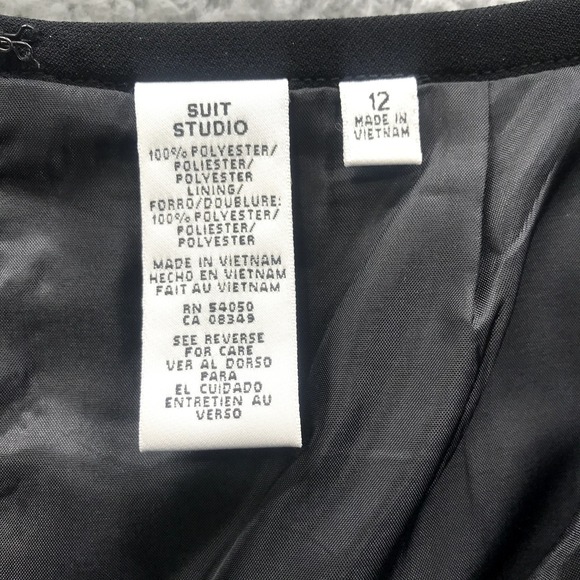 SUIT
STUDIO
100% POLYESTER/
POLIESTER/
POLYESTER
LINING/
FORRO/DOUBLURE:
100% POLYESTER/
POLIESTER/
POLYESTER
MADE IN VIETNAM
HECHO EN VIETNAM
FAIT AU VIETNAM
RN 54050
CA 08349
SEE REVERSE
FOR CARE
VER AL DORSO
PARA
EL CUIDADO
ENTRETIEN AU
VERSO
12
MADE IN
VIETNAM